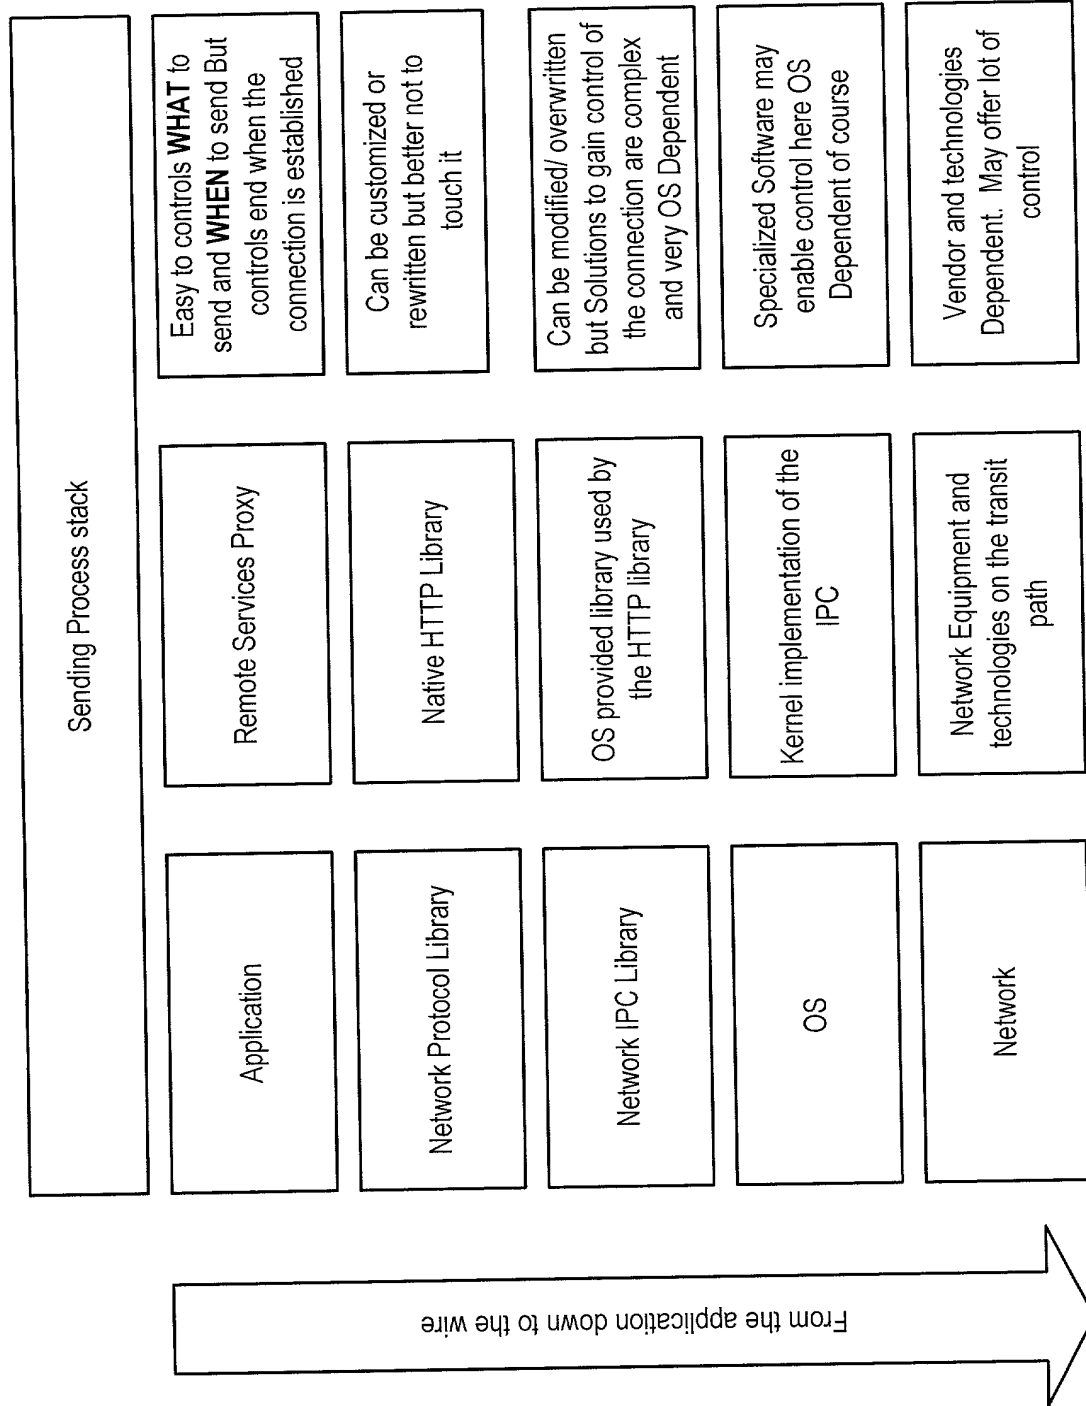 Sending Process stack
From the application down to the wire
Application
Remote Services Proxy
Easy to controls WHAT to
send and WHEN to send But
controls end when the
connection is established
Network Protocol Library
Native HTTP Library
Can be customized or
rewritten but better not to
touch it
Network IPC Library
OS provided library used by
the HTTP library
Can be modified/ overwritten
but Solutions to gain control of
the connection are complex
and very OS Dependent
OS
Kernel implementation of the
IPC
Specialized Software may
enable control here OS
Dependent of course
Network
Network Equipment and
technologies on the transit
path
Vendor and technologies
Dependent. May offer lot of
control